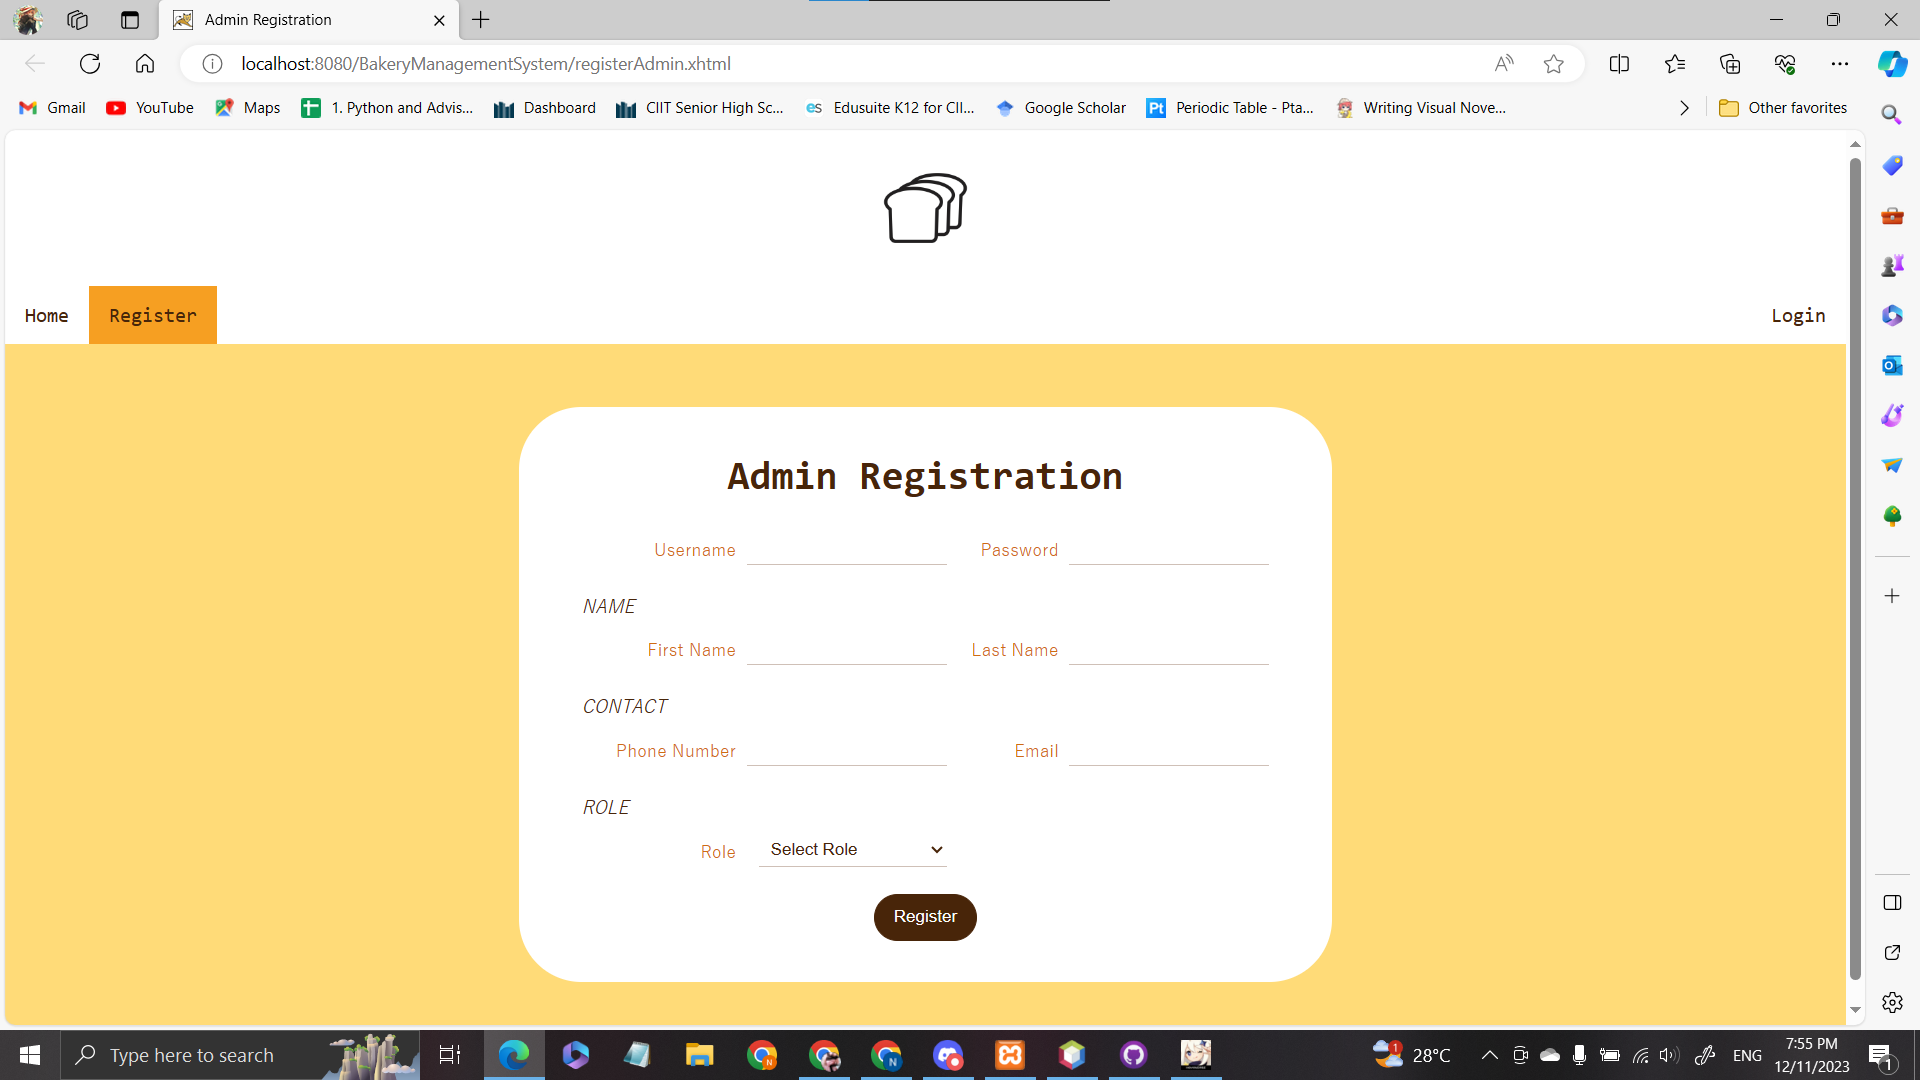 Admin Registration
localhost:8080/BakeryManagementSystem/registerAdmin.xhtml
Gmail YouTube Maps 1. Python and Advis... Dashboard CIIT Senior High Sc... Edusuite K12 for CII... Google Scholar Periodic Table - Pta... Writing Visual Nove... Other favorites
Home Register Login
Admin Registration
Username Password
NAME
First Name Last Name
CONTACT
Phone Number Email
ROLE
Role Select Role
Register
Type here to search 28°C ENG 7:55 PM
12/11/2023 1